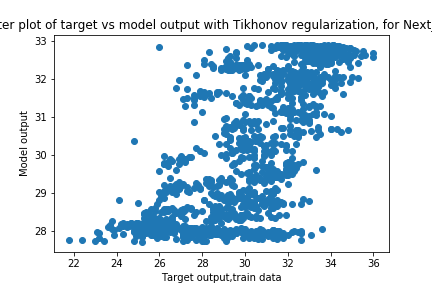 ter plot of target vs model output with Tikhonov regularization, for Next_
33
32
31
30
29
28
Model output
22 24 26 28 30 32 34 36
Target output,train data